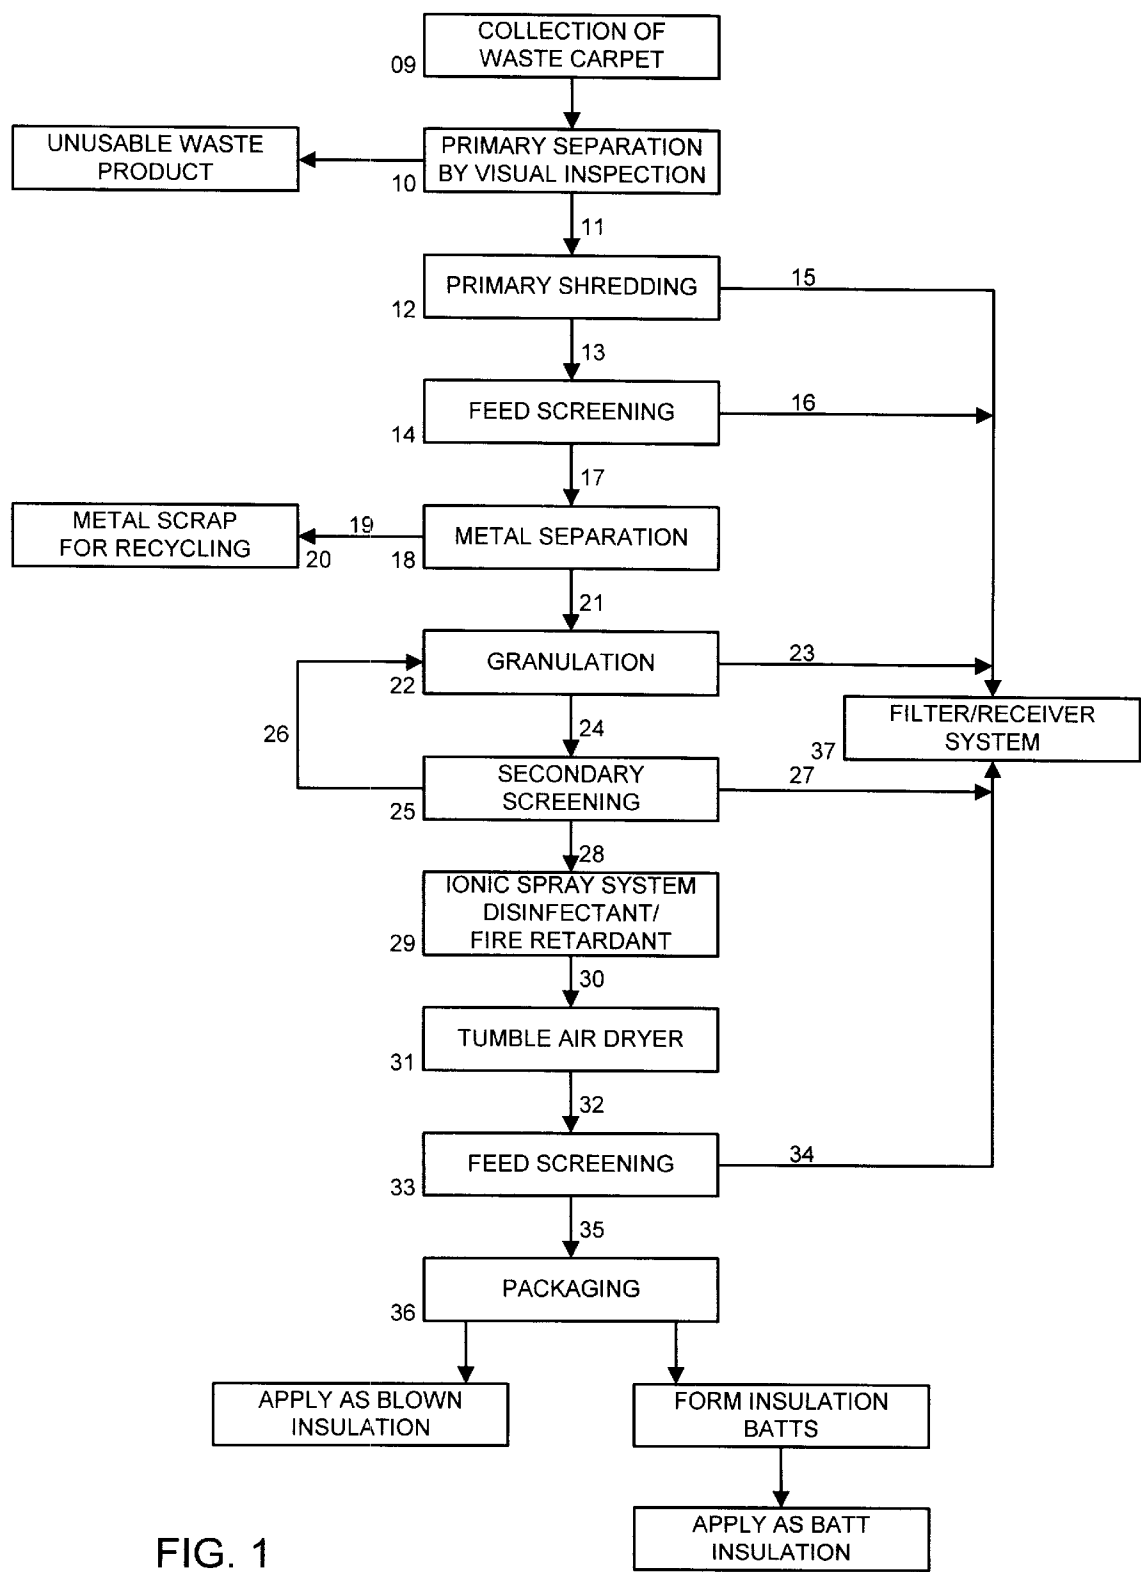 COLLECTION OF
WASTE CARPET
09
UNUSABLE WASTE
PRODUCT
PRIMARY SEPARATION
BY VISUAL INSPECTION
10
11
PRIMARY SHREDDING
15
12
13
FEED SCREENING
16
14
17
METAL SCRAP
FOR RECYCLING
19
20
METAL SEPARATION
18
21
GRANULATION
23
22
24
26
FILTER/RECEIVER
SYSTEM
37
SECONDARY
SCREENING
27
25
28
IONIC SPRAY SYSTEM
DISINFECTANT/
FIRE RETARDANT
29
30
TUMBLE AIR DRYER
31
32
FEED SCREENING
34
33
35
PACKAGING
36
APPLY AS BLOWN
INSULATION
FORM INSULATION
BATTS
APPLY AS BATT
INSULATION
FIG. 1